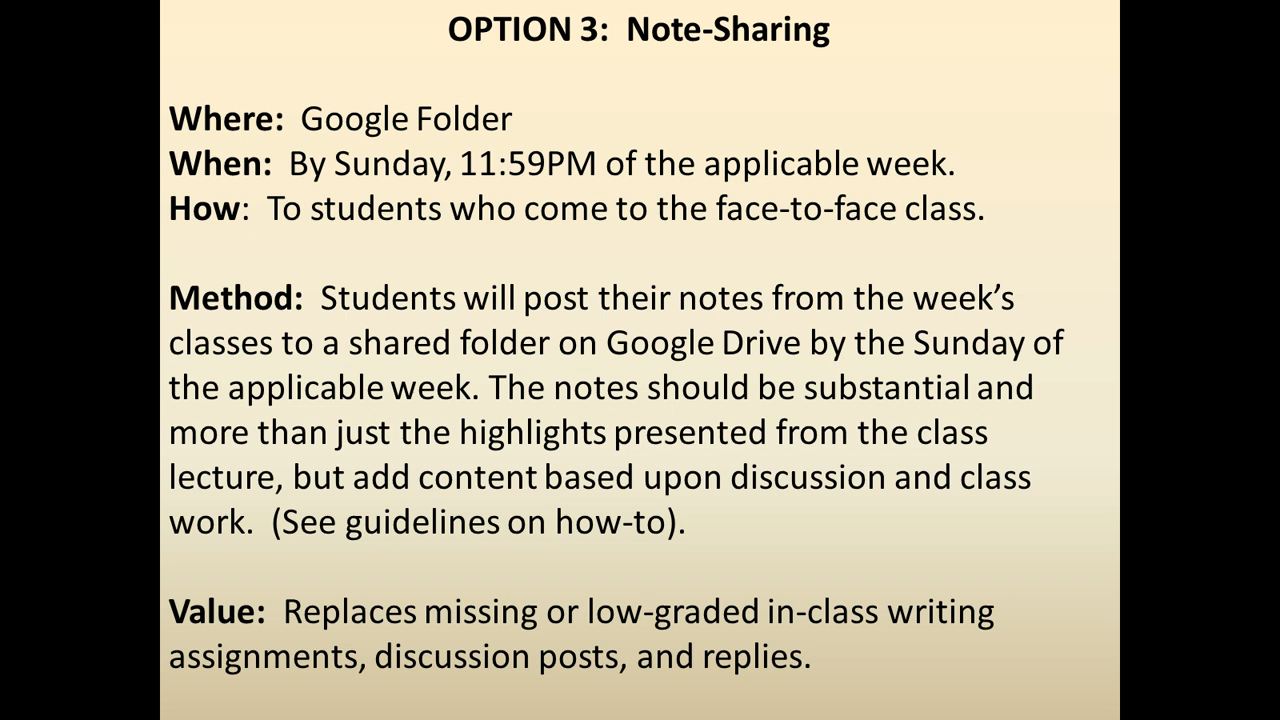 OPTION 3: Note-Sharing
Where: Google Folder
When: By Sunday, 11:59PM of the applicable week.
How: To students who come to the face-to-face class.
Method: Students will post their notes from the week’s
classes to a shared folder on Google Drive by the Sunday of
the applicable week. The notes should be substantial and
more than just the highlights presented from the class
lecture, but add content based upon discussion and class
work. (See guidelines on how-to).
Value: Replaces missing or low-graded in-class writing
assignments, discussion posts, and replies.